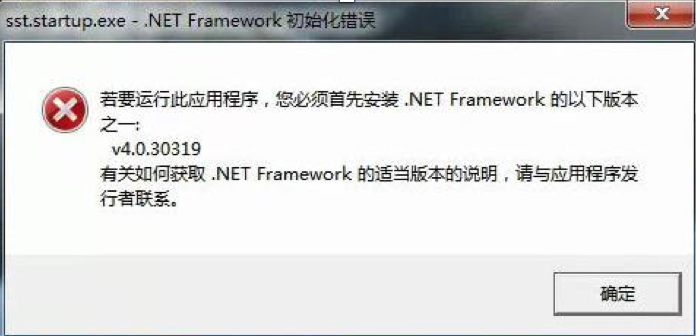 sst.startup.exe - .NET Framework 初始化错误
若要运行此应用程序，您必须首先安装 .NET Framework 的以下版本
之一:
v4.0.30319
有关如何获取 .NET Framework 的适当版本的说明，请与应用程序发
行者联系。
确定